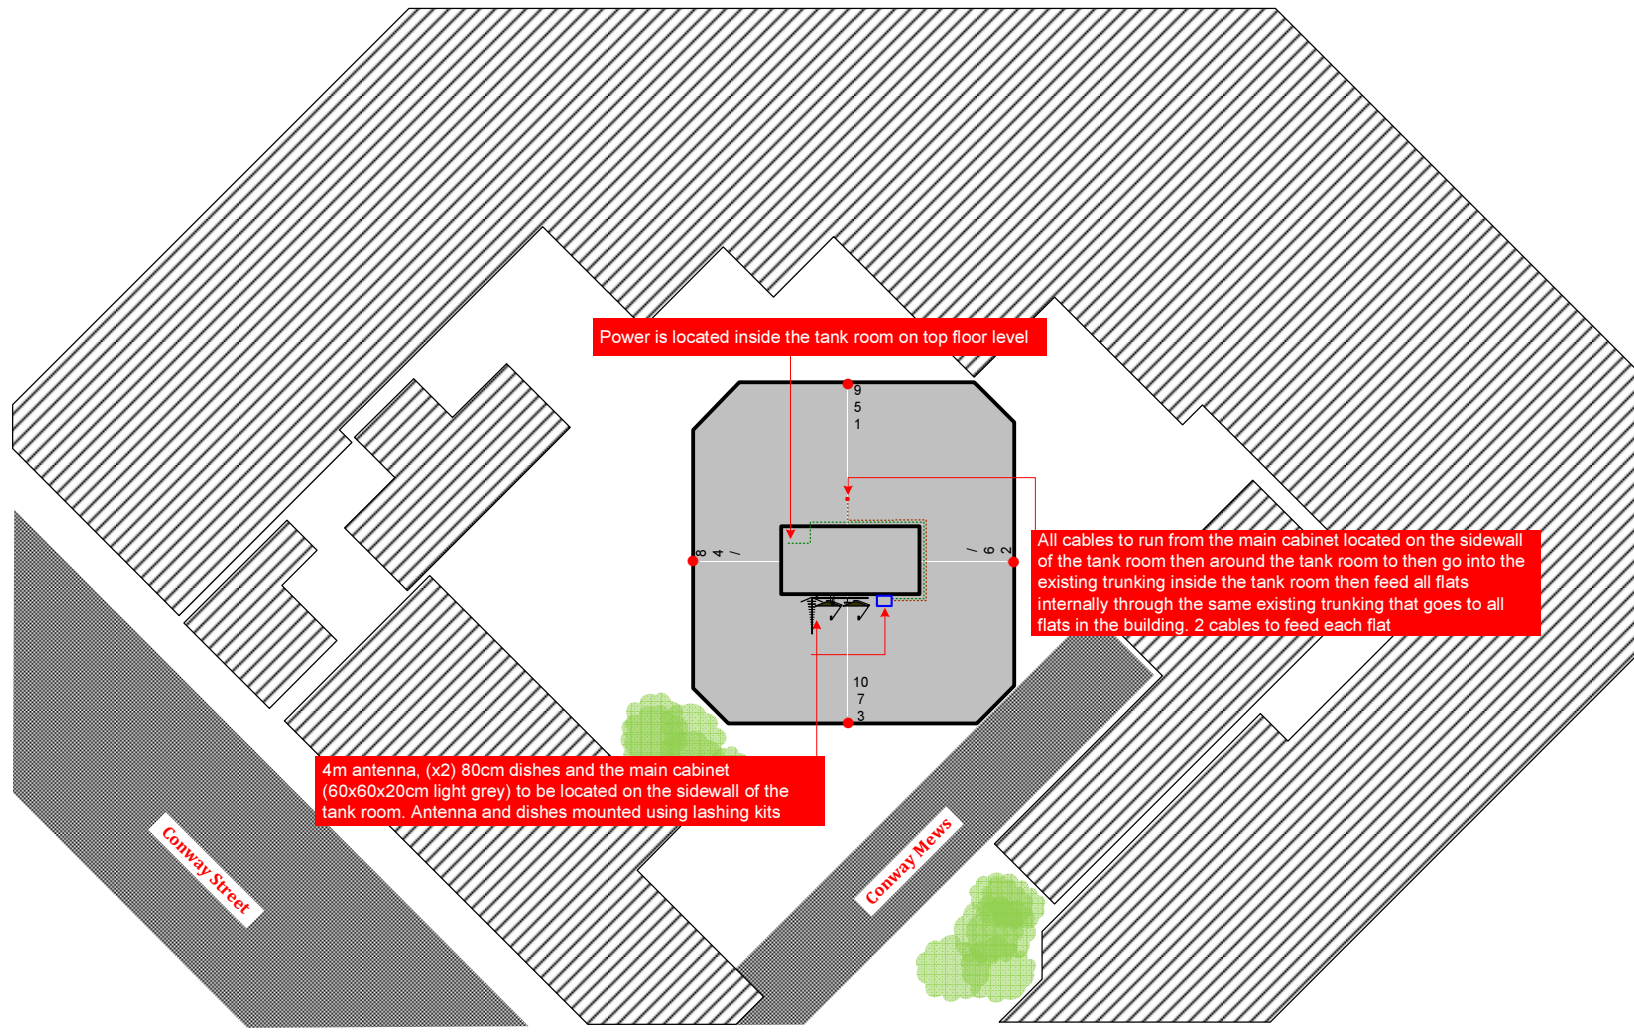 Power is located inside the tank room on top floor level
9
5
1
8
4
/
/
6
2
All cables to run from the main cabinet located on the sidewall
of the tank room then around the tank room to then go into the
existing trunking inside the tank room then feed all flats
internally through the same existing trunking that goes to all
flats in the building. 2 cables to feed each flat
10
7
3
4m antenna, (x2) 80cm dishes and the main cabinet
(60x60x20cm light grey) to be located on the sidewall of the
tank room. Antenna and dishes mounted using lashing kits
Conway Street
Conway Mews